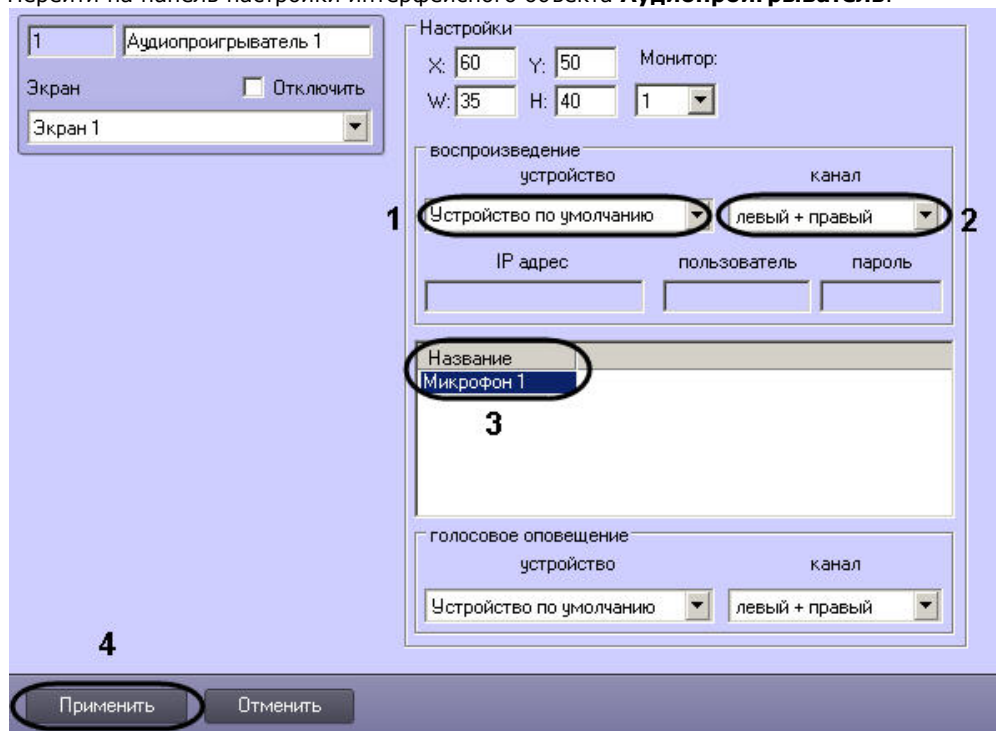 Перейти на панель настройки интерфейсного объекта Аудиопроигрыватель.
1 Аудиопроигрыватель 1
Экран Отключить
Экран 1
Настройки
X: 60 Y: 50 Монитор:
W: 35 H: 40 1
воспроизведение
устройство канал
1 Устройство по умолчанию левый + правый 2
IP адрес пользователь пароль
Название
Микрофон 1
3
голосовое оповещение
устройство канал
Устройство по умолчанию левый + правый
4
Применить Отменить